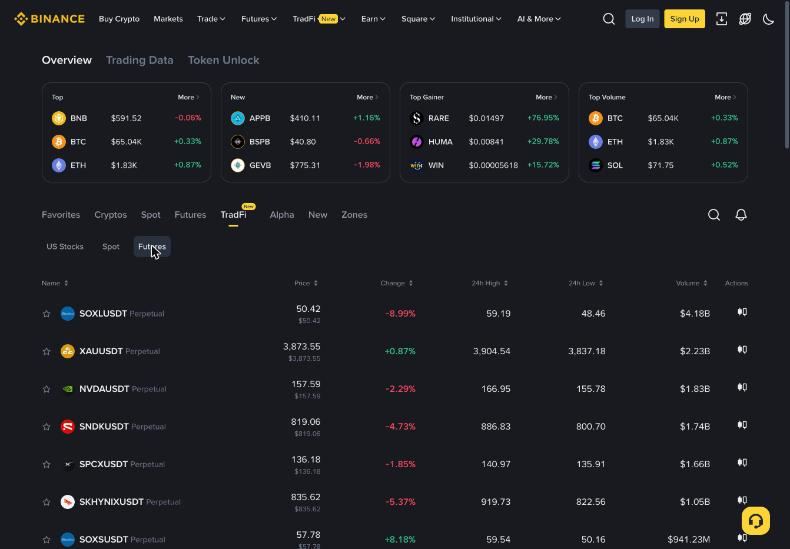 BINANCE Buy Crypto Markets Trade Futures TradFi New Earn Square Institutional AI & More Log In Sign Up
Overview Trading Data Token Unlock
Top More
BNB $591.52 -0.06%
BTC $65.04K +0.33%
ETH $1.83K +0.87%
New More
APPB $410.11 +1.16%
BSPB $40.80 -0.66%
GEVB $775.31 -1.98%
Top Gainer More
RARE $0.01497 +76.95%
HUMA $0.00841 +29.78%
WIN $0.00005618 +15.72%
Top Volume More
BTC $65.04K +0.33%
ETH $1.83K +0.87%
SOL $71.75 +0.52%
Favorites Cryptos Spot Futures TradFi New Alpha New Zones
US Stocks Spot Futures
Name Price Change 24h High 24h Low Volume Actions
SOXLUSDT Perpetual 50.42 -8.99% 59.19 48.46 $4.18B
$50.42
XAUUSDT Perpetual 3,873.55 +0.87% 3,904.54 3,837.18 $2.23B
$3,873.55
NVDAUSDT Perpetual 157.59 -2.29% 166.95 155.78 $1.83B
$157.59
SNDKUSDT Perpetual 819.06 -4.73% 886.83 800.70 $1.74B
$819.06
SPCXUSDT Perpetual 136.18 -1.85% 140.97 135.91 $1.66B
$136.18
SKHYNIXUSDT Perpetual 835.62 -5.37% 919.73 822.56 $1.05B
$835.62
SOXSUSDT Perpetual 57.78 +8.18% 59.54 50.16 $941.23M
$57.78